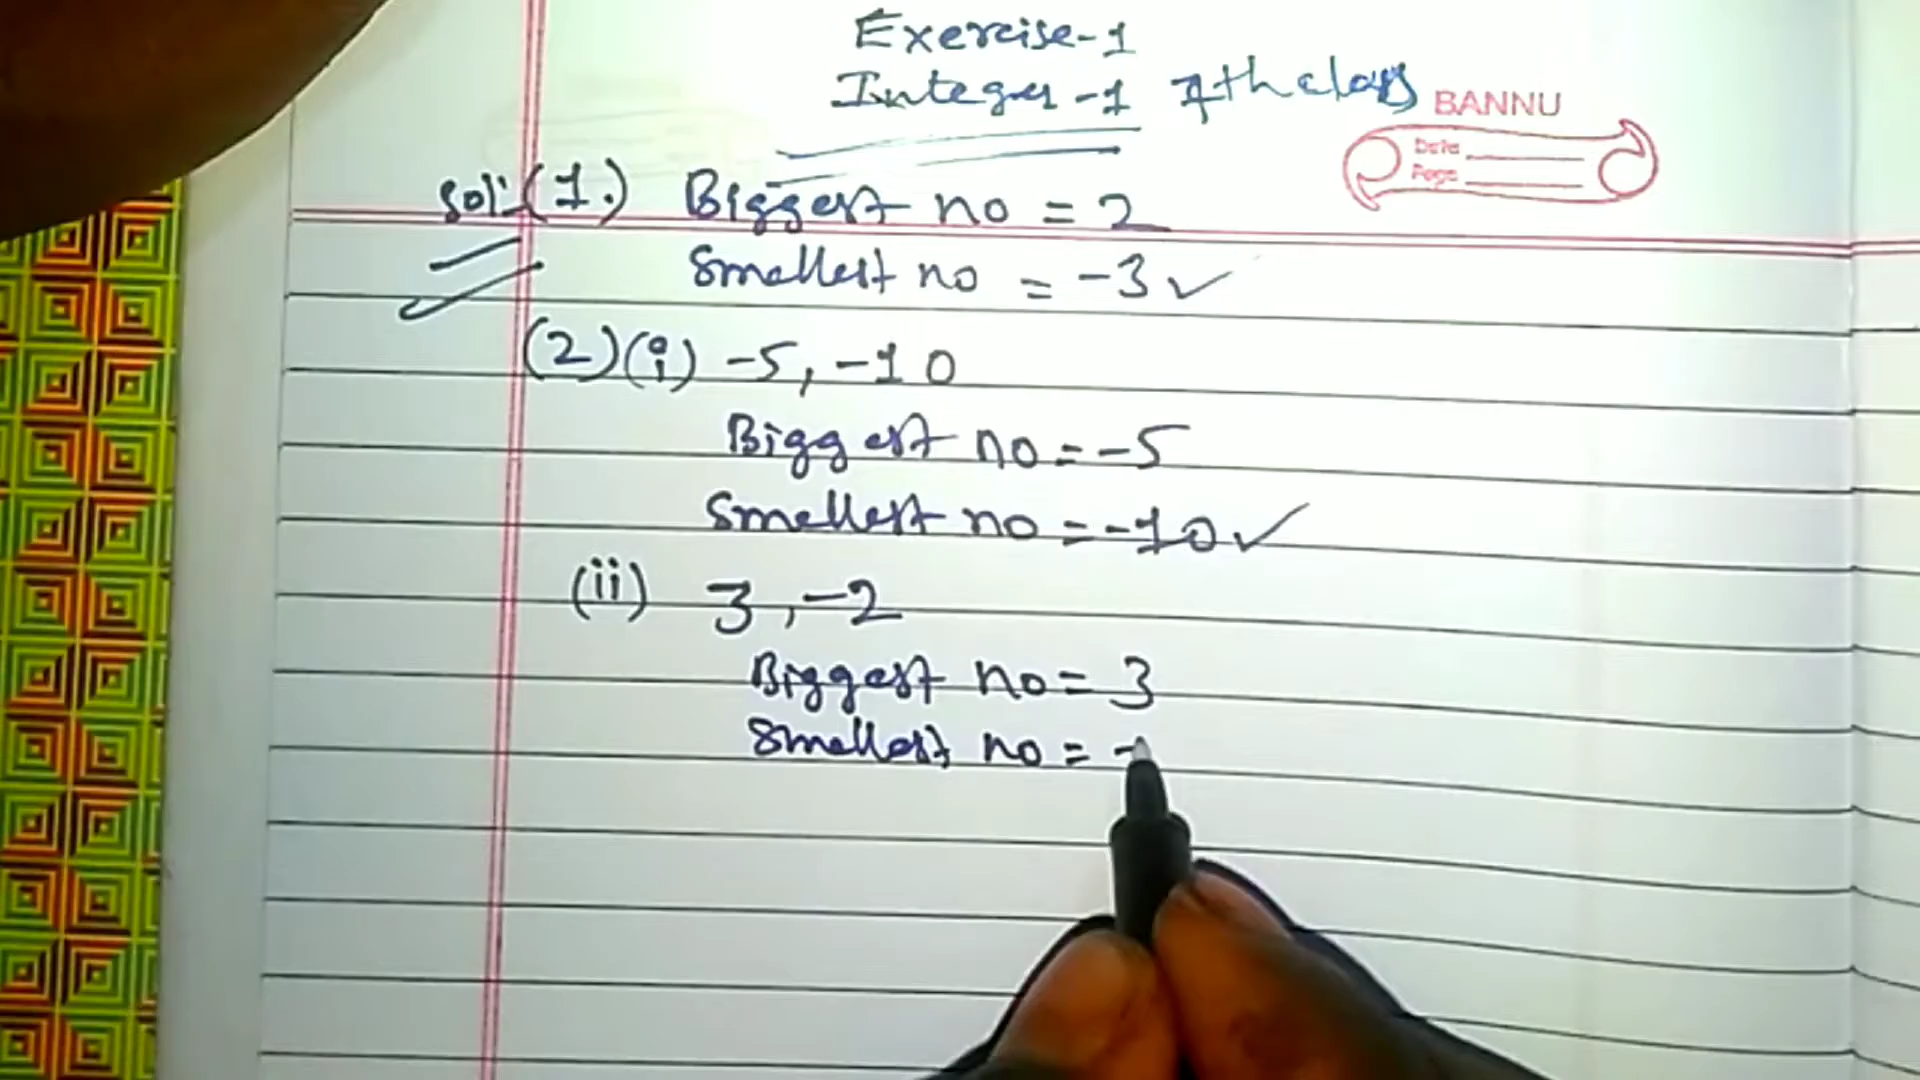 Exercise-1
Integer-1 7th class
BANNU
Date
Page
Sol:(1.) Biggest no = 2
Smallest no = -3 ✓
(2)(i) -5, -10
Biggest no = -5
Smallest no = -10 ✓
(ii) 3, -2
Biggest no = 3
Smallest no = -